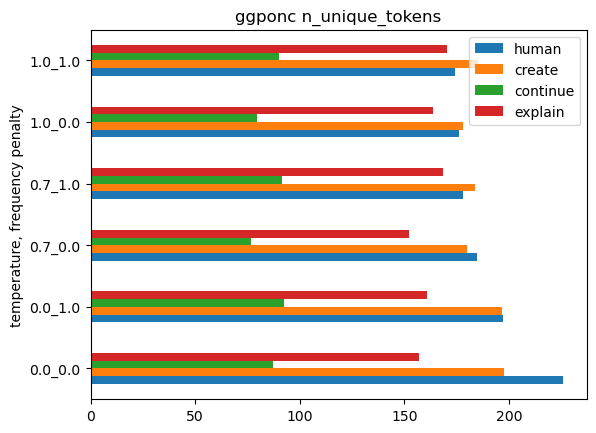 ggponc n_unique_tokens
human
create
continue
explain
temperature, frequency penalty
1.0_1.0
1.0_0.0
0.7_1.0
0.7_0.0
0.0_1.0
0.0_0.0
0
50
100
150
200